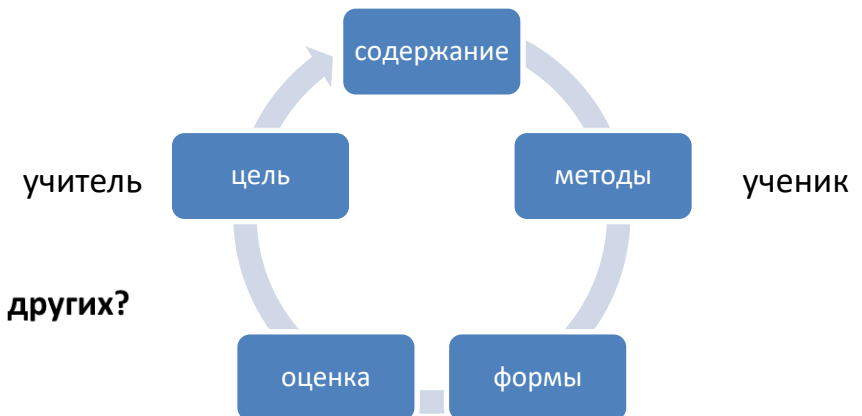 содержание
учитель
цель
методы
ученик
других?
оценка
формы